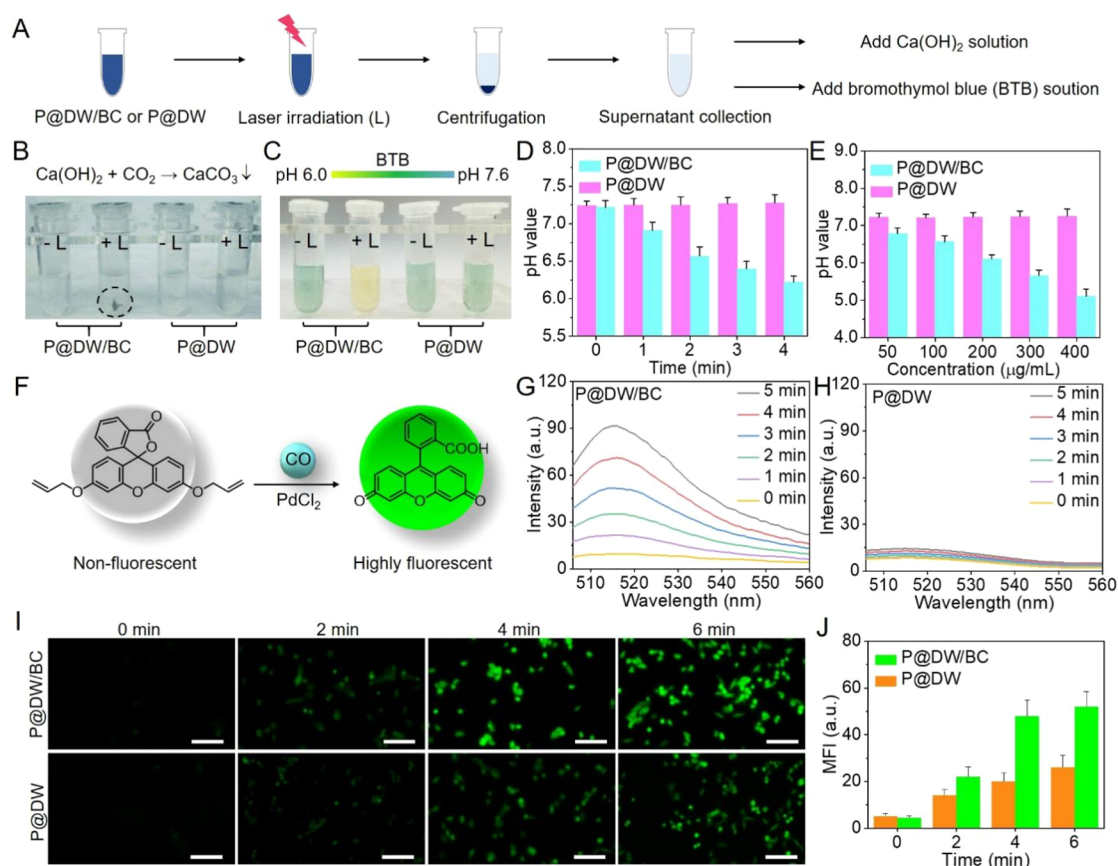 A
P@DW/BC or P@DW
Laser irradiation (L)
Centrifugation
Supernatant collection
Add Ca(OH)2 solution
Add bromothymol blue (BTB) soution
B
Ca(OH)2 + CO2 → CaCO3 ↓
- L
+ L
- L
+ L
P@DW/BC
P@DW
C
BTB
pH 6.0
pH 7.6
- L
+ L
- L
+ L
P@DW/BC
P@DW
D
P@DW/BC
P@DW
pH value
8.0
7.5
7.0
6.5
6.0
5.5
0 1 2 3 4
Time (min)
E
P@DW/BC
P@DW
pH value
9.0
8.0
7.0
6.0
5.0
4.0
50 100 200 300 400
Concentration (μg/mL)
F
O
O
O
O
O
Non-fluorescent
CO
PdCl2
COOH
O
O
O
Highly fluorescent
G
P@DW/BC
Intensity (a.u.)
120
90
60
30
0
5 min
4 min
3 min
2 min
1 min
0 min
510 520 530 540 550 560
Wavelength (nm)
H
P@DW
Intensity (a.u.)
120
90
60
30
0
5 min
4 min
3 min
2 min
1 min
0 min
510 520 530 540 550 560
Wavelength (nm)
I
0 min
2 min
4 min
6 min
P@DW/BC
P@DW
J
P@DW/BC
P@DW
MFI (a.u.)
80
60
40
20
0
0 2 4 6
Time (min)